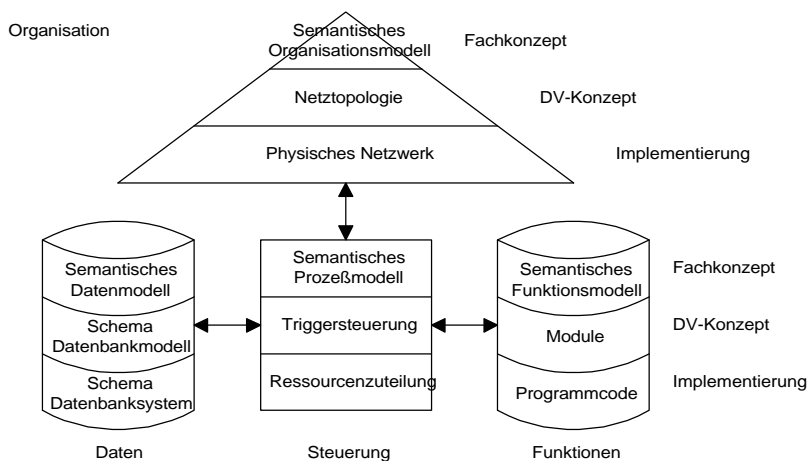 Organisation
Semantisches
Organisationsmodell
Fachkonzept
Netztopologie
DV-Konzept
Physisches Netzwerk
Implementierung
Semantisches
Datenmodell
Semantisches
Prozeßmodell
Semantisches
Funktionsmodell
Fachkonzept
Schema
Datenbankmodell
Triggersteuerung
Module
DV-Konzept
Schema
Datenbanksystem
Ressourcenzuteilung
Programmcode
Implementierung
Daten
Steuerung
Funktionen